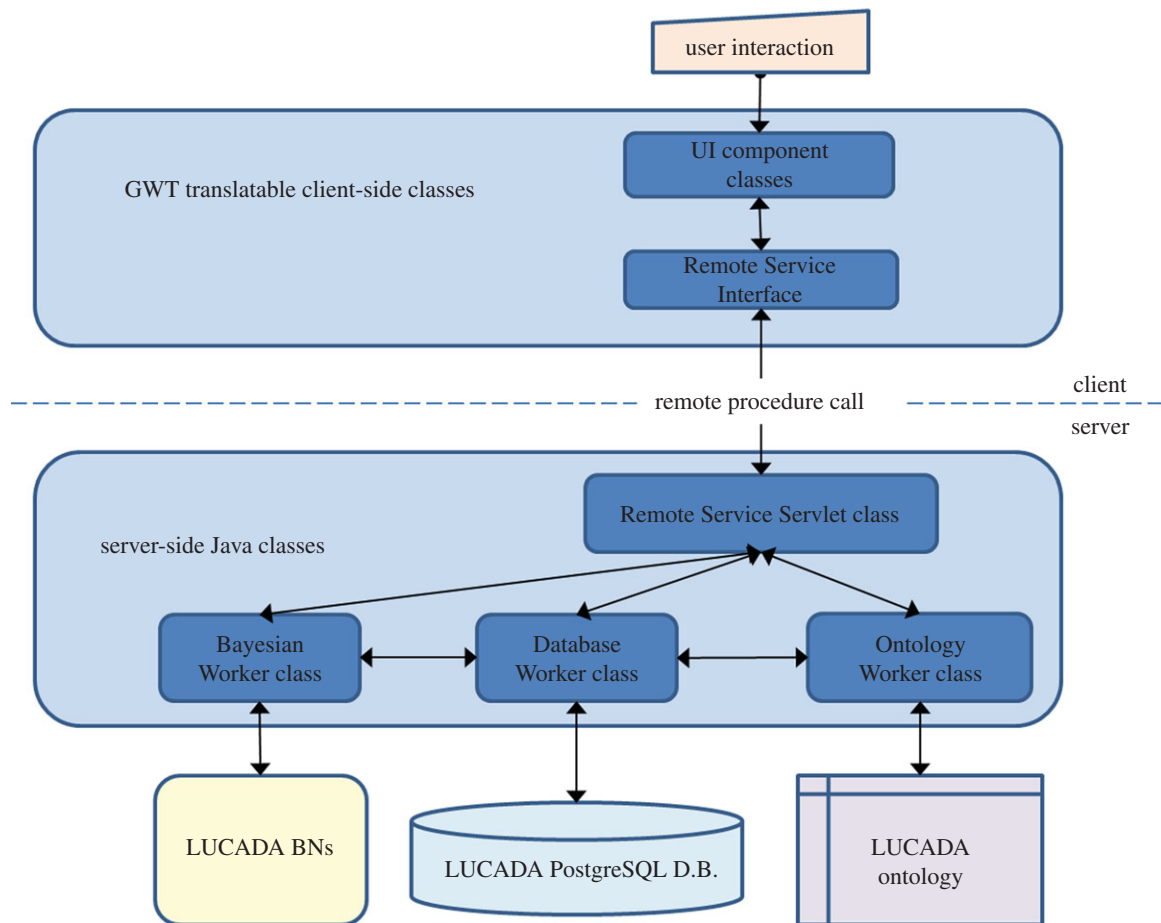 user interaction
UI component
classes
GWT translatable client-side classes
Remote Service
Interface
client
remote procedure call
server
Remote Service Servlet class
server-side Java classes
Bayesian
Worker class
Database
Worker class
Ontology
Worker class
LUCADA BNs
LUCADA PostgreSQL D.B.
LUCADA
ontology